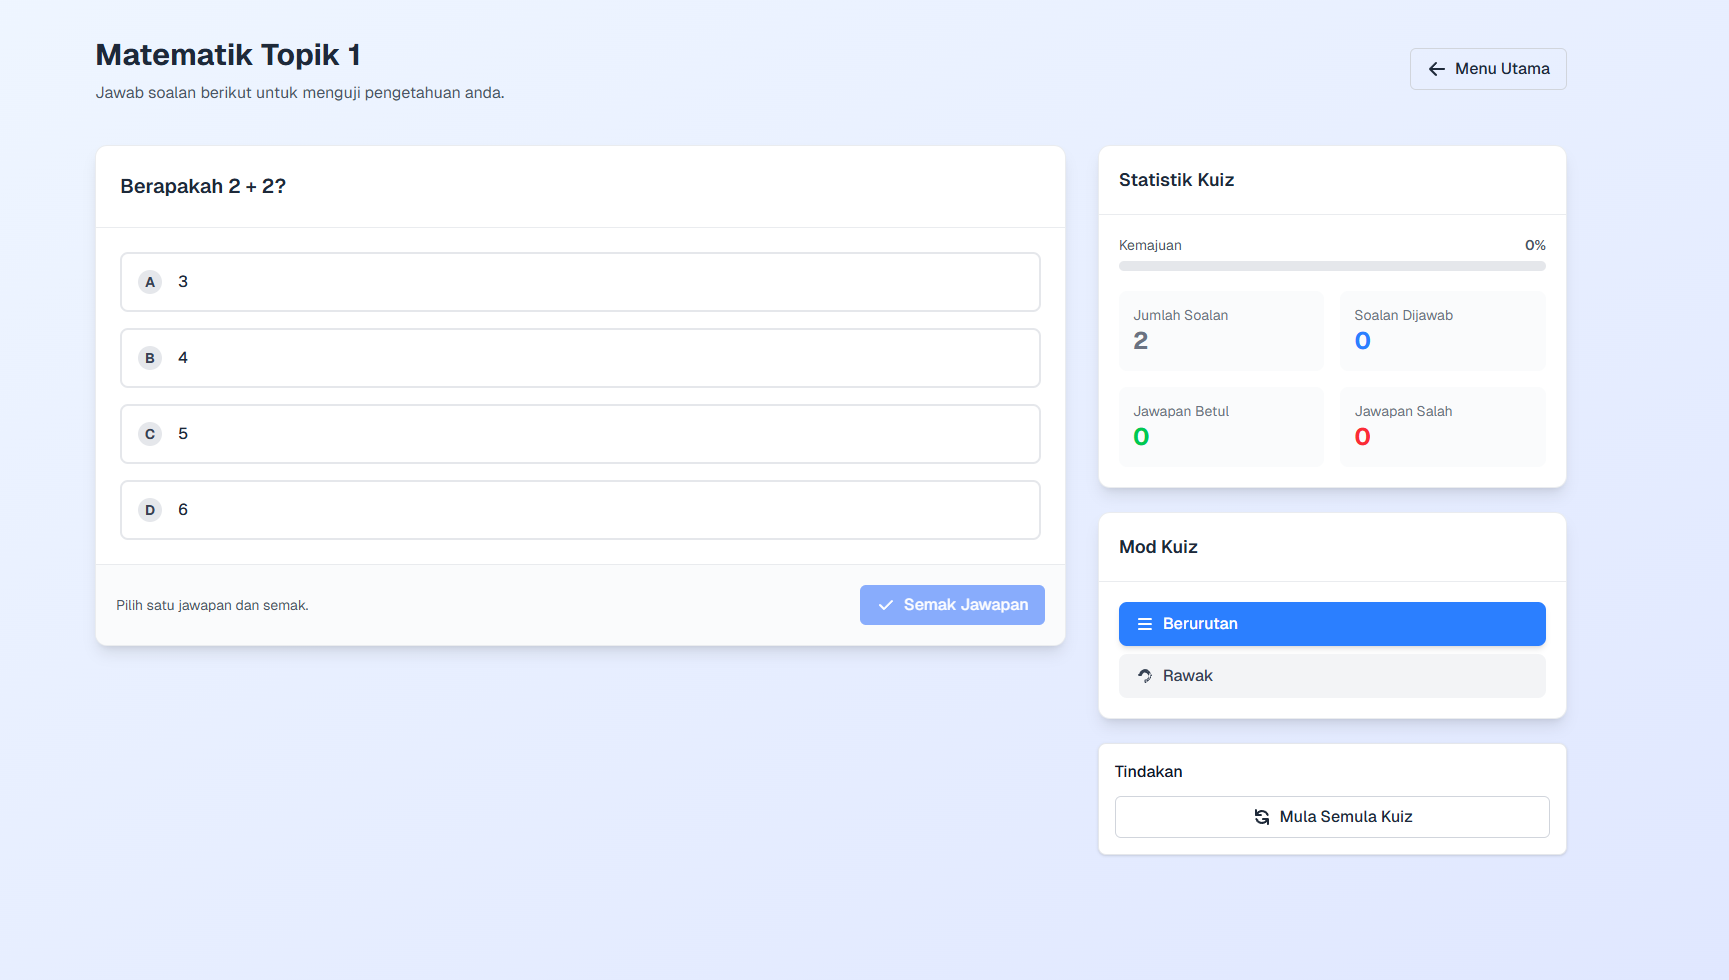 Matematik Topik 1
Jawab soalan berikut untuk menguji pengetahuan anda.
Menu Utama
Berapakah 2 + 2?
A 3
B 4
C 5
D 6
Pilih satu jawapan dan semak.
Semak Jawapan
Statistik Kuiz
Kemajuan 0%
Jumlah Soalan
2
Soalan Dijawab
0
Jawapan Betul
0
Jawapan Salah
0
Mod Kuiz
Berurutan
Rawak
Tindakan
Mula Semula Kuiz